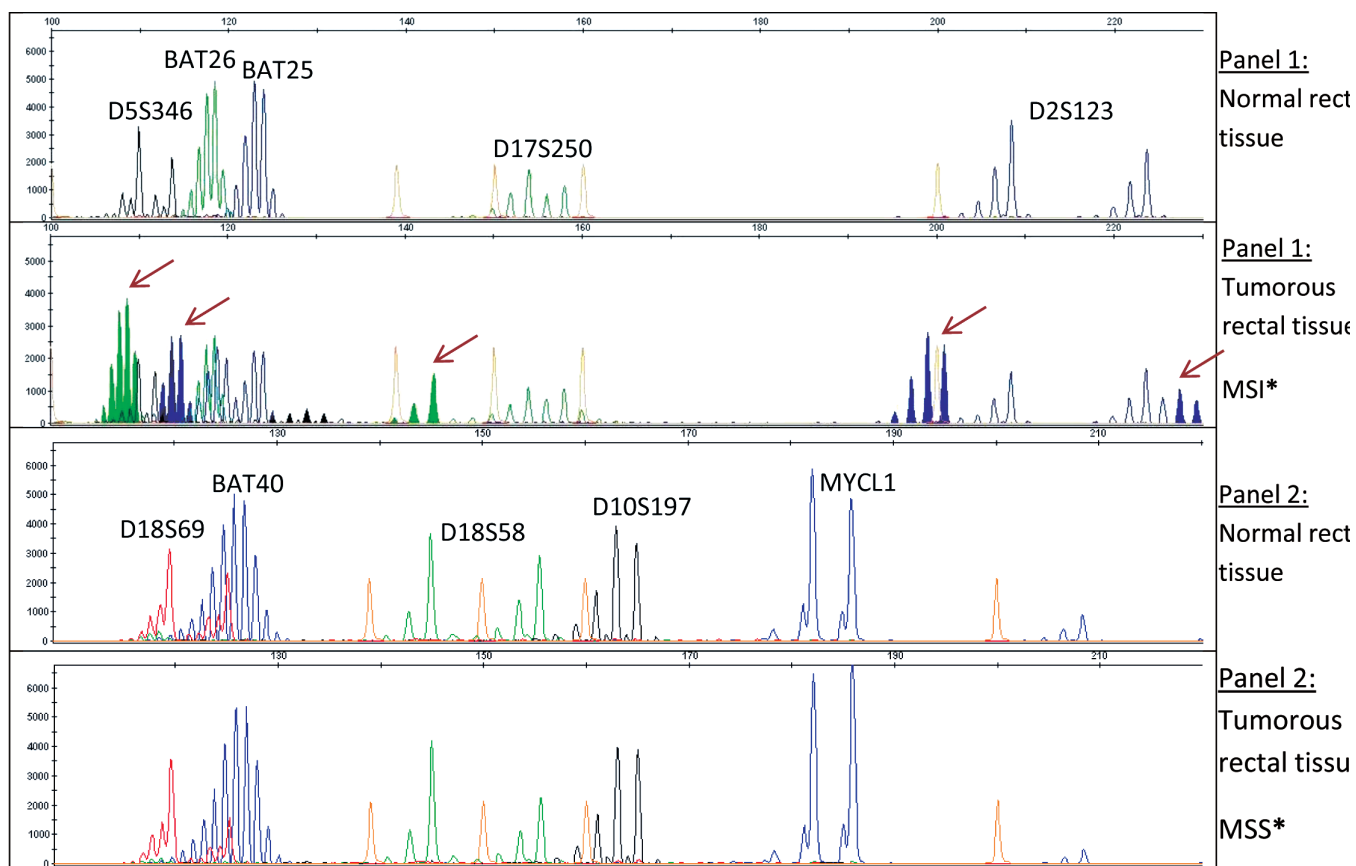 100 120 140 160 180 200 220
6000
5000
4000
3000
2000
1000
0
D5S346
BAT26
BAT25
D17S250
D2S123
Panel 1:
Normal rect
tissue
100 120 140 160 180 200 220
5000
4000
3000
2000
1000
0
Panel 1:
Tumorous
rectal tissue
MSI*
130 150 170 190 210
6000
5000
4000
3000
2000
1000
0
D18S69
BAT40
D18S58
D10S197
MYCL1
Panel 2:
Normal rect
tissue
130 150 170 190 210
6000
5000
4000
3000
2000
1000
0
Panel 2:
Tumorous
rectal tissu
MSS*